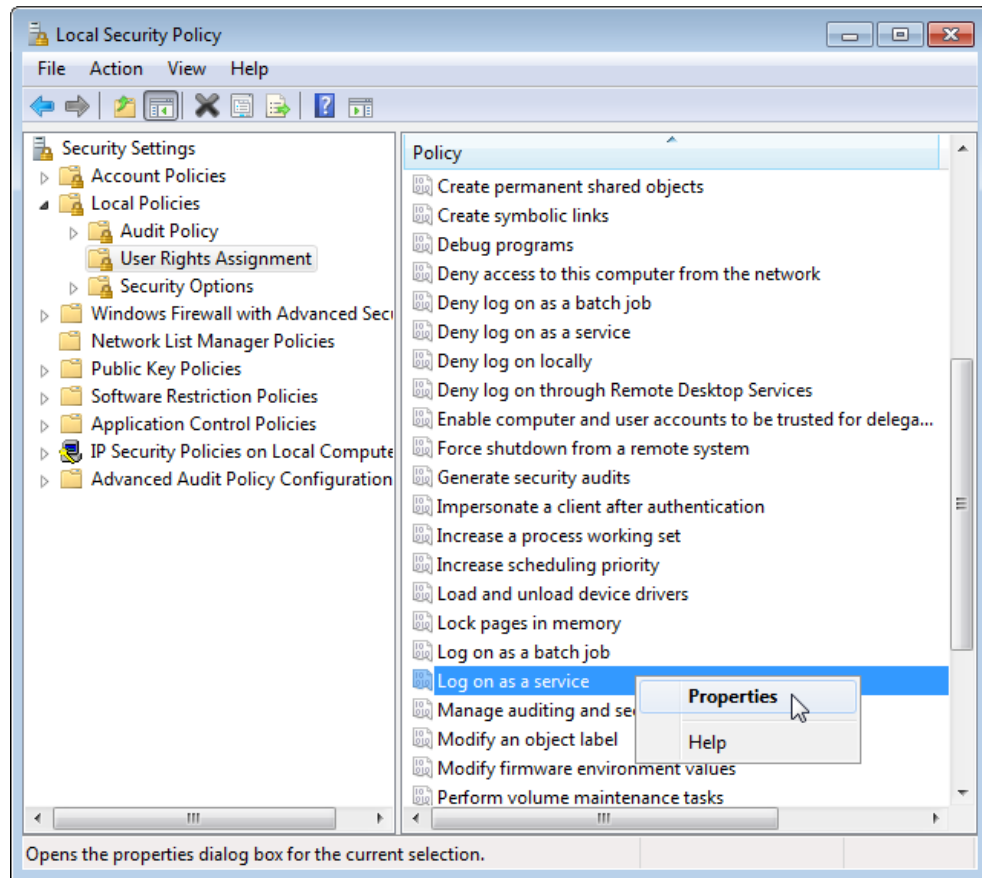 Local Security Policy
File Action View Help
Security Settings
Account Policies
Local Policies
Audit Policy
User Rights Assignment
Security Options
Windows Firewall with Advanced Secu
Network List Manager Policies
Public Key Policies
Software Restriction Policies
Application Control Policies
IP Security Policies on Local Compute
Advanced Audit Policy Configuration
Policy
Create permanent shared objects
Create symbolic links
Debug programs
Deny access to this computer from the network
Deny log on as a batch job
Deny log on as a service
Deny log on locally
Deny log on through Remote Desktop Services
Enable computer and user accounts to be trusted for delega...
Force shutdown from a remote system
Generate security audits
Impersonate a client after authentication
Increase a process working set
Increase scheduling priority
Load and unload device drivers
Lock pages in memory
Log on as a batch job
Log on as a service
Manage auditing and se
Modify an object label
Modify firmware environment values
Perform volume maintenance tasks
Properties
Help
Opens the properties dialog box for the current selection.